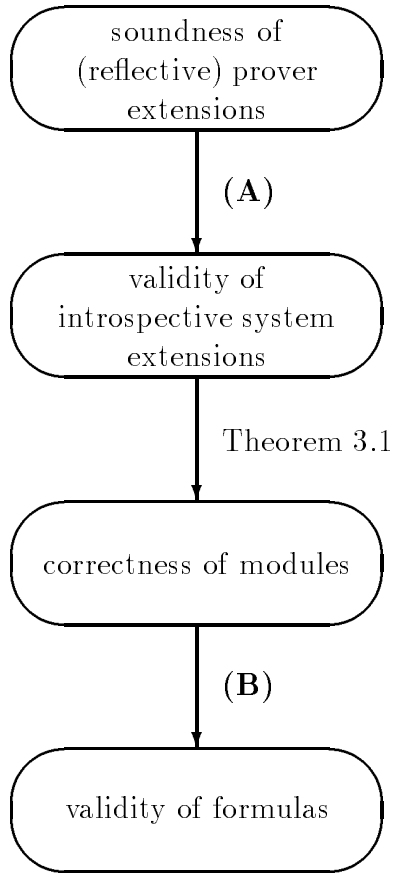 soundness of
(reflective) prover
extensions
(A)
validity of
introspective system
extensions
Theorem 3.1
correctness of modules
(B)
validity of formulas